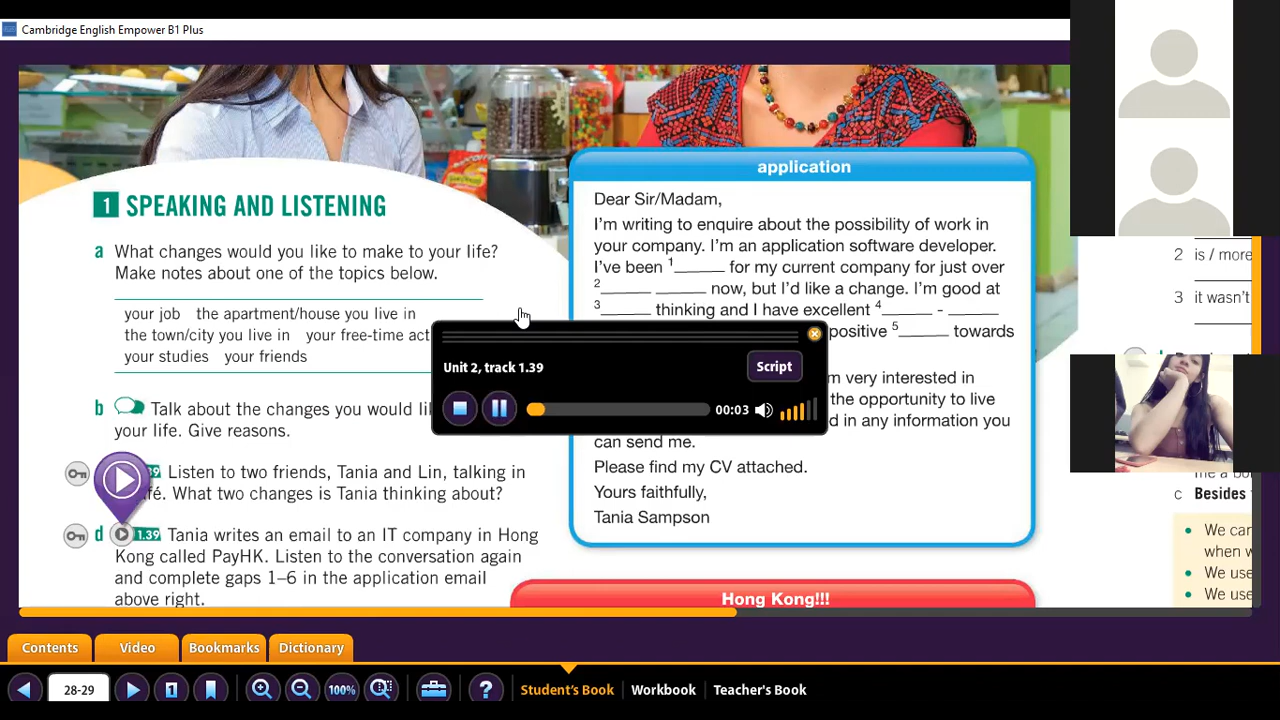 Cambridge English Empower B1 Plus
1 SPEAKING AND LISTENING
a What changes would you like to make to your life?
Make notes about one of the topics below.
your job the apartment/house you live in
the town/city you live in your free-time act
your studies your friends
b Talk about the changes you would li
your life. Give reasons.
Listen to two friends, Tania and Lin, talking in
What two changes is Tania thinking about?
d 1.39 Tania writes an email to an IT company in Hong
Kong called PayHK. Listen to the conversation again
and complete gaps 1–6 in the application email
above right.
application
Dear Sir/Madam,
I'm writing to enquire about the possibility of work in
your company. I'm an application software developer.
I've been 1______ for my current company for just over
2______ ______ now, but I'd like a change. I'm good at
3______ thinking and I have excellent 4______ - ______
positive 5______ towards
m very interested in
the opportunity to live
d in any information you
can send me.
Please find my CV attached.
Yours faithfully,
Tania Sampson
Hong Kong!!!
Unit 2, track 1.39
Script
00:03
2 is / more
3 it wasn't
c Besides
We can
when w
We use
We use
Contents Video Bookmarks Dictionary
28-29 1 100% ? Student's Book Workbook Teacher's Book